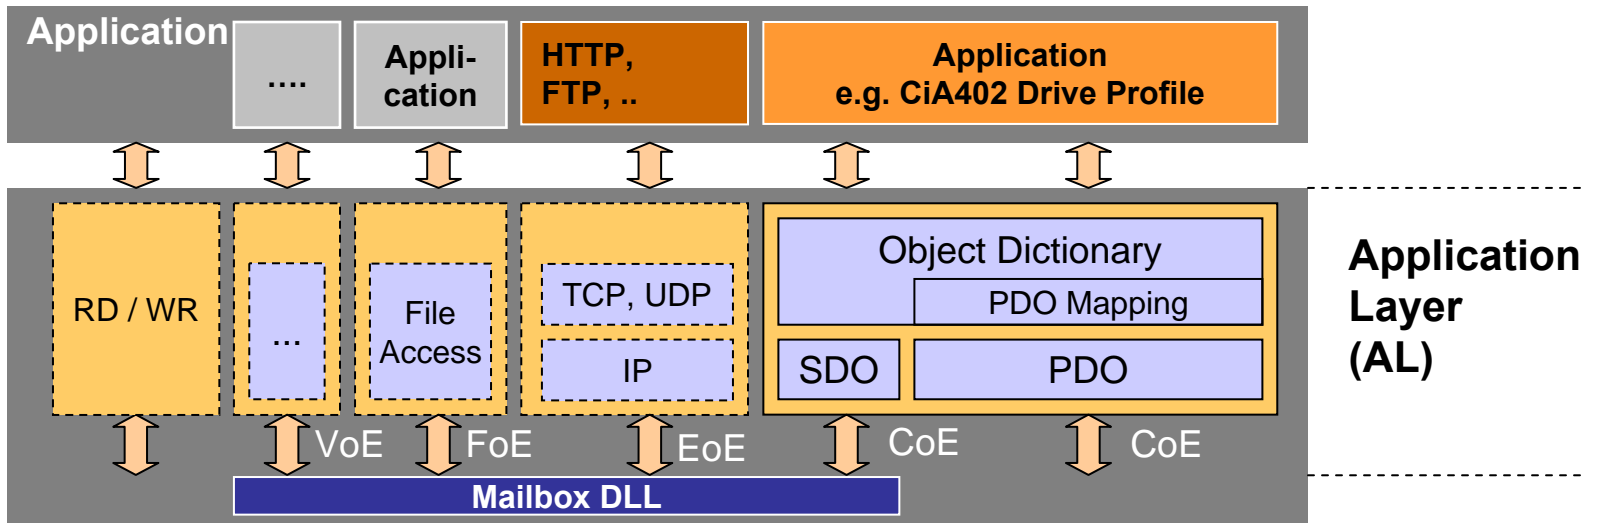 Application
....
Appli-
cation
HTTP,
FTP, ..
Application
e.g. CiA402 Drive Profile
RD / WR
...
File
Access
TCP, UDP
IP
Object Dictionary
PDO Mapping
SDO
PDO
Application
Layer
(AL)
VoE
FoE
EoE
CoE
CoE
Mailbox DLL